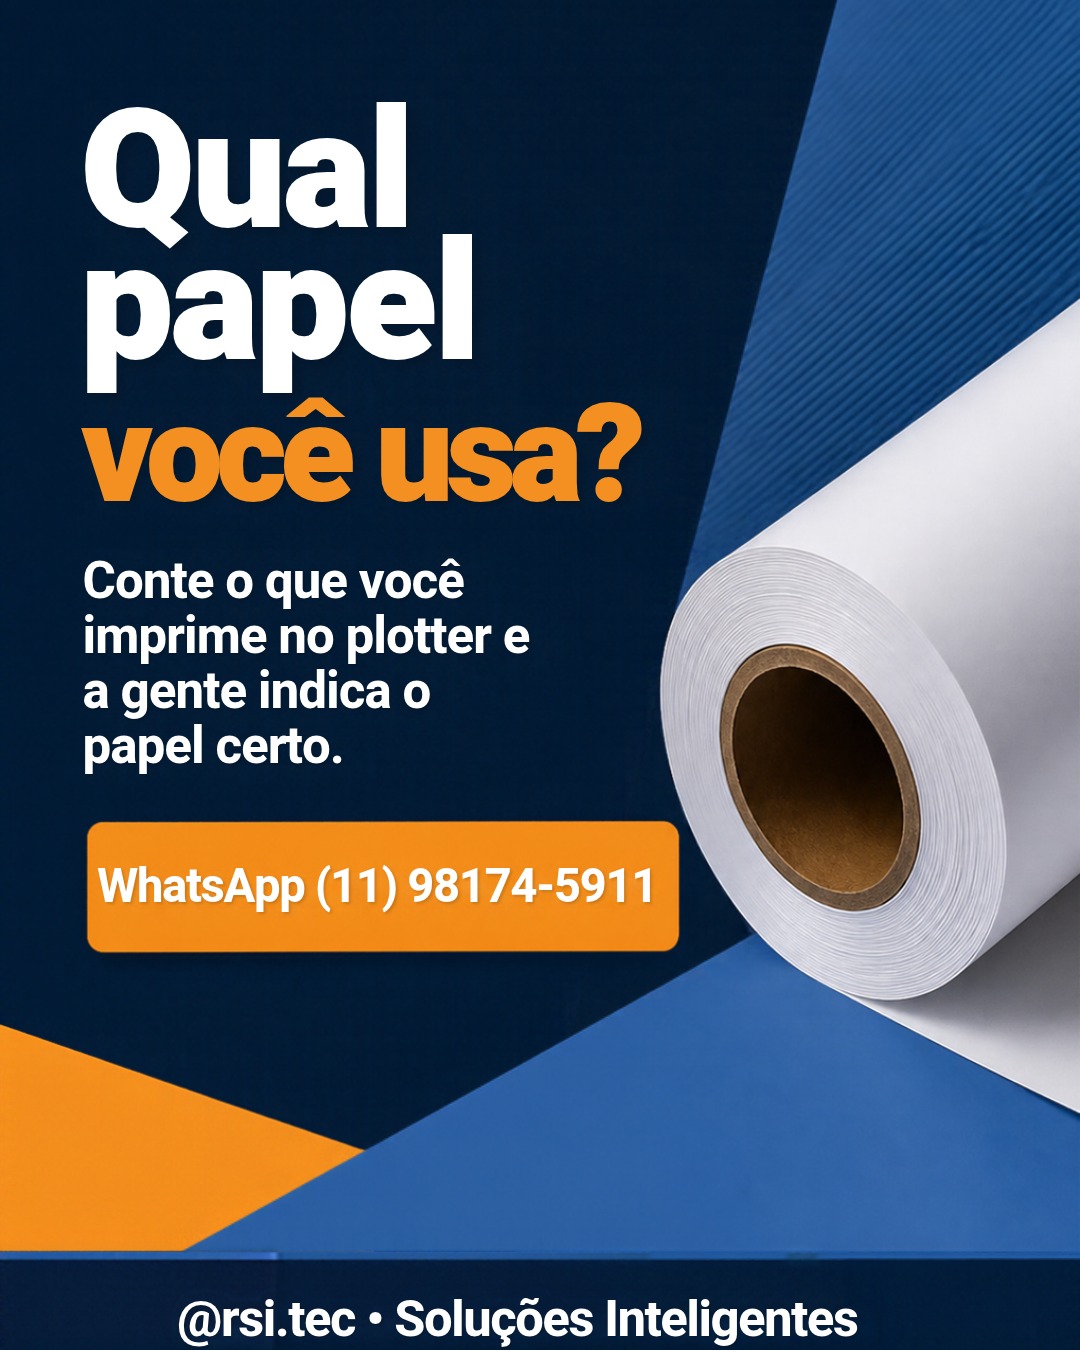 Qual
papel
você usa?
Conte o que você
imprime no plotter e
a gente indica o
papel certo.
WhatsApp (11) 98174-5911
@rsi.tec • Soluções Inteligentes